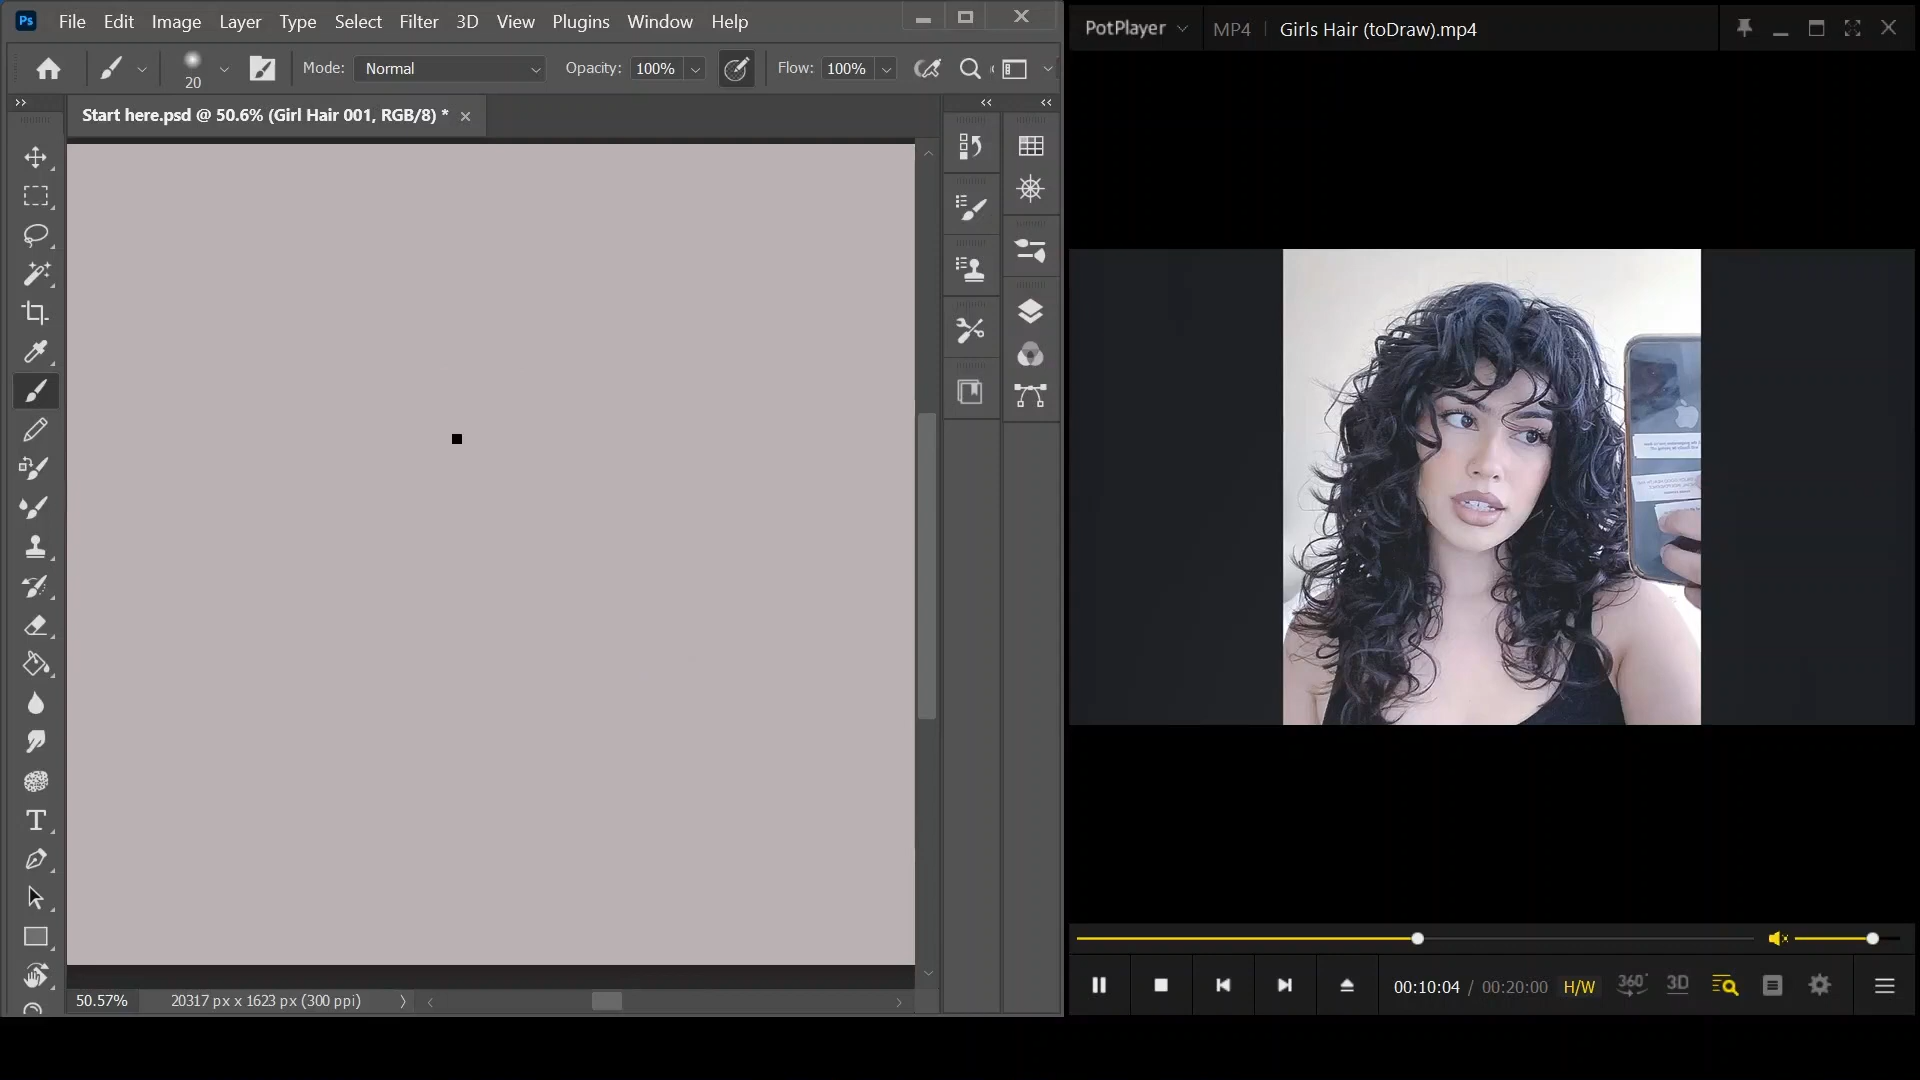 Ps File Edit Image Layer Type Select Filter 3D View Plugins Window Help
20 Mode: Normal Opacity: 100% Flow: 100%
Start here.psd @ 50.6% (Girl Hair 001, RGB/8) *
T
50.57% 20317 px x 1623 px (300 ppi)
PotPlayer MP4 Girls Hair (toDraw).mp4
00:10:04 / 00:20:00 H/W 360° 3D